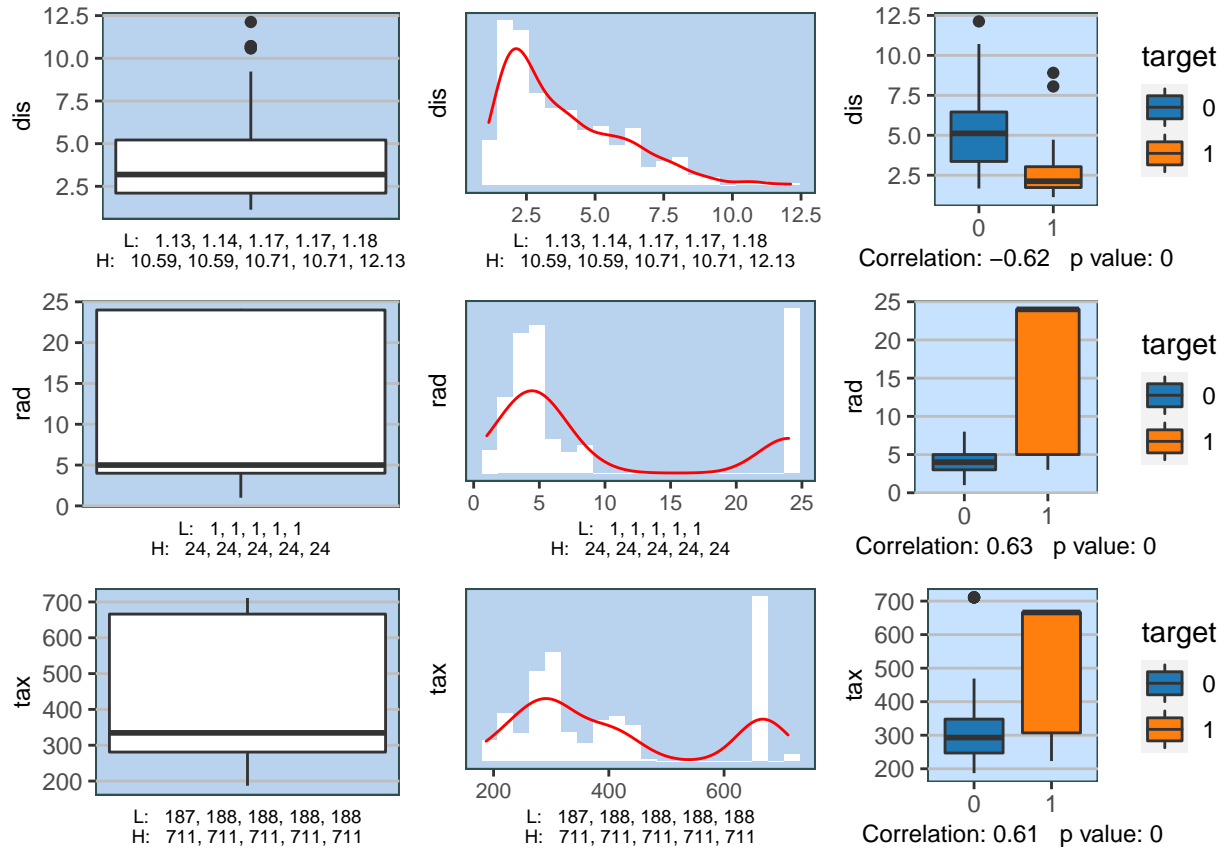 dis
12.5
10.0
7.5
5.0
2.5
L: 1.13, 1.14, 1.17, 1.17, 1.18
H: 10.59, 10.59, 10.71, 10.71, 12.13
dis
2.5 5.0 7.5 10.0 12.5
L: 1.13, 1.14, 1.17, 1.17, 1.18
H: 10.59, 10.59, 10.71, 10.71, 12.13
dis
12.5
10.0
7.5
5.0
2.5
0 1
Correlation: −0.62 p value: 0
target
0
1
rad
25
20
15
10
5
0
L: 1, 1, 1, 1, 1
H: 24, 24, 24, 24, 24
rad
0 5 10 15 20 25
L: 1, 1, 1, 1, 1
H: 24, 24, 24, 24, 24
rad
25
20
15
10
5
0
0 1
Correlation: 0.63 p value: 0
target
0
1
tax
700
600
500
400
300
200
L: 187, 188, 188, 188, 188
H: 711, 711, 711, 711, 711
tax
200 400 600
L: 187, 188, 188, 188, 188
H: 711, 711, 711, 711, 711
tax
700
600
500
400
300
200
0 1
Correlation: 0.61 p value: 0
target
0
1